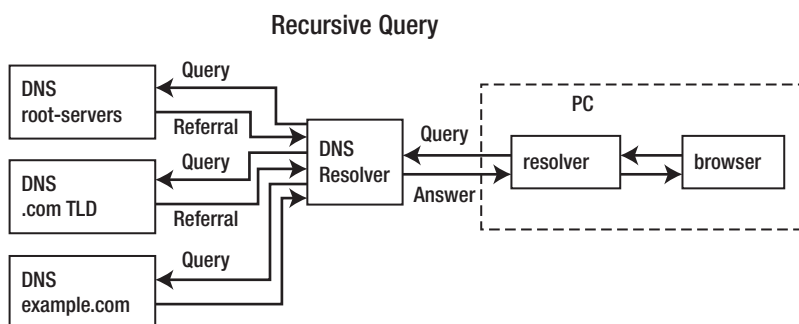 Recursive Query
DNS
root-servers
Query
Referral
DNS
.com TLD
Query
Referral
DNS
example.com
Query
DNS
Resolver
Query
Answer
PC
resolver
browser